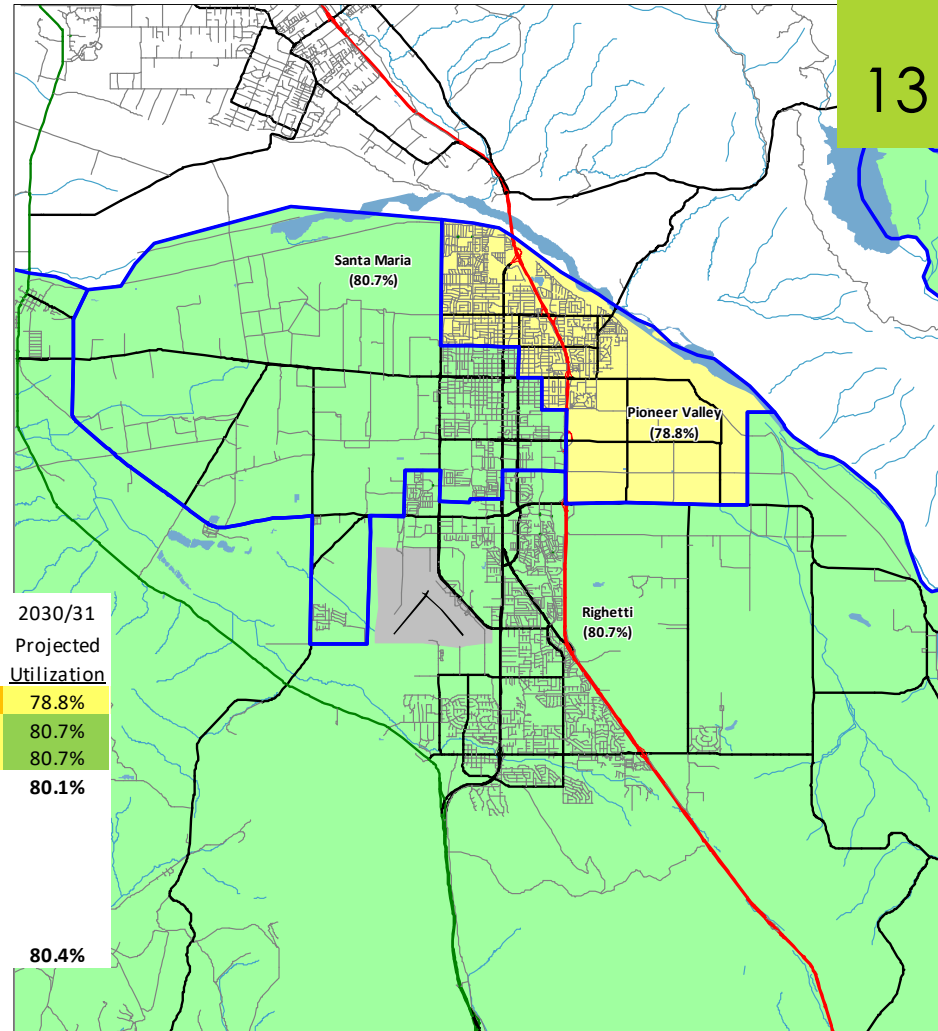 13
Santa Maria
(80.7%)
Pioneer Valley
(78.8%)
Righetti
(80.7%)
2030/31
Projected
Utilization
78.8%
80.7%
80.7%
80.1%
80.4%